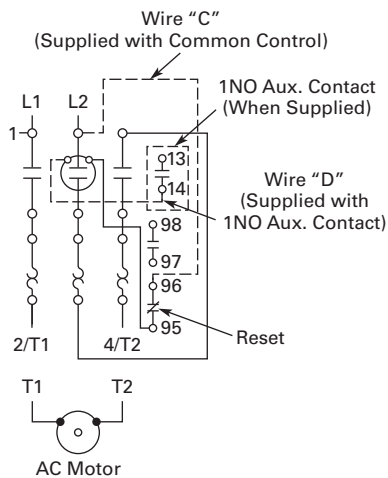 Wire “C”
(Supplied with Common Control)
1NO Aux. Contact
(When Supplied)
L1 L2
1
13
14
Wire “D”
(Supplied with
1NO Aux. Contact)
98
97
96
95
Reset
2/T1 4/T2
T1 T2
AC Motor